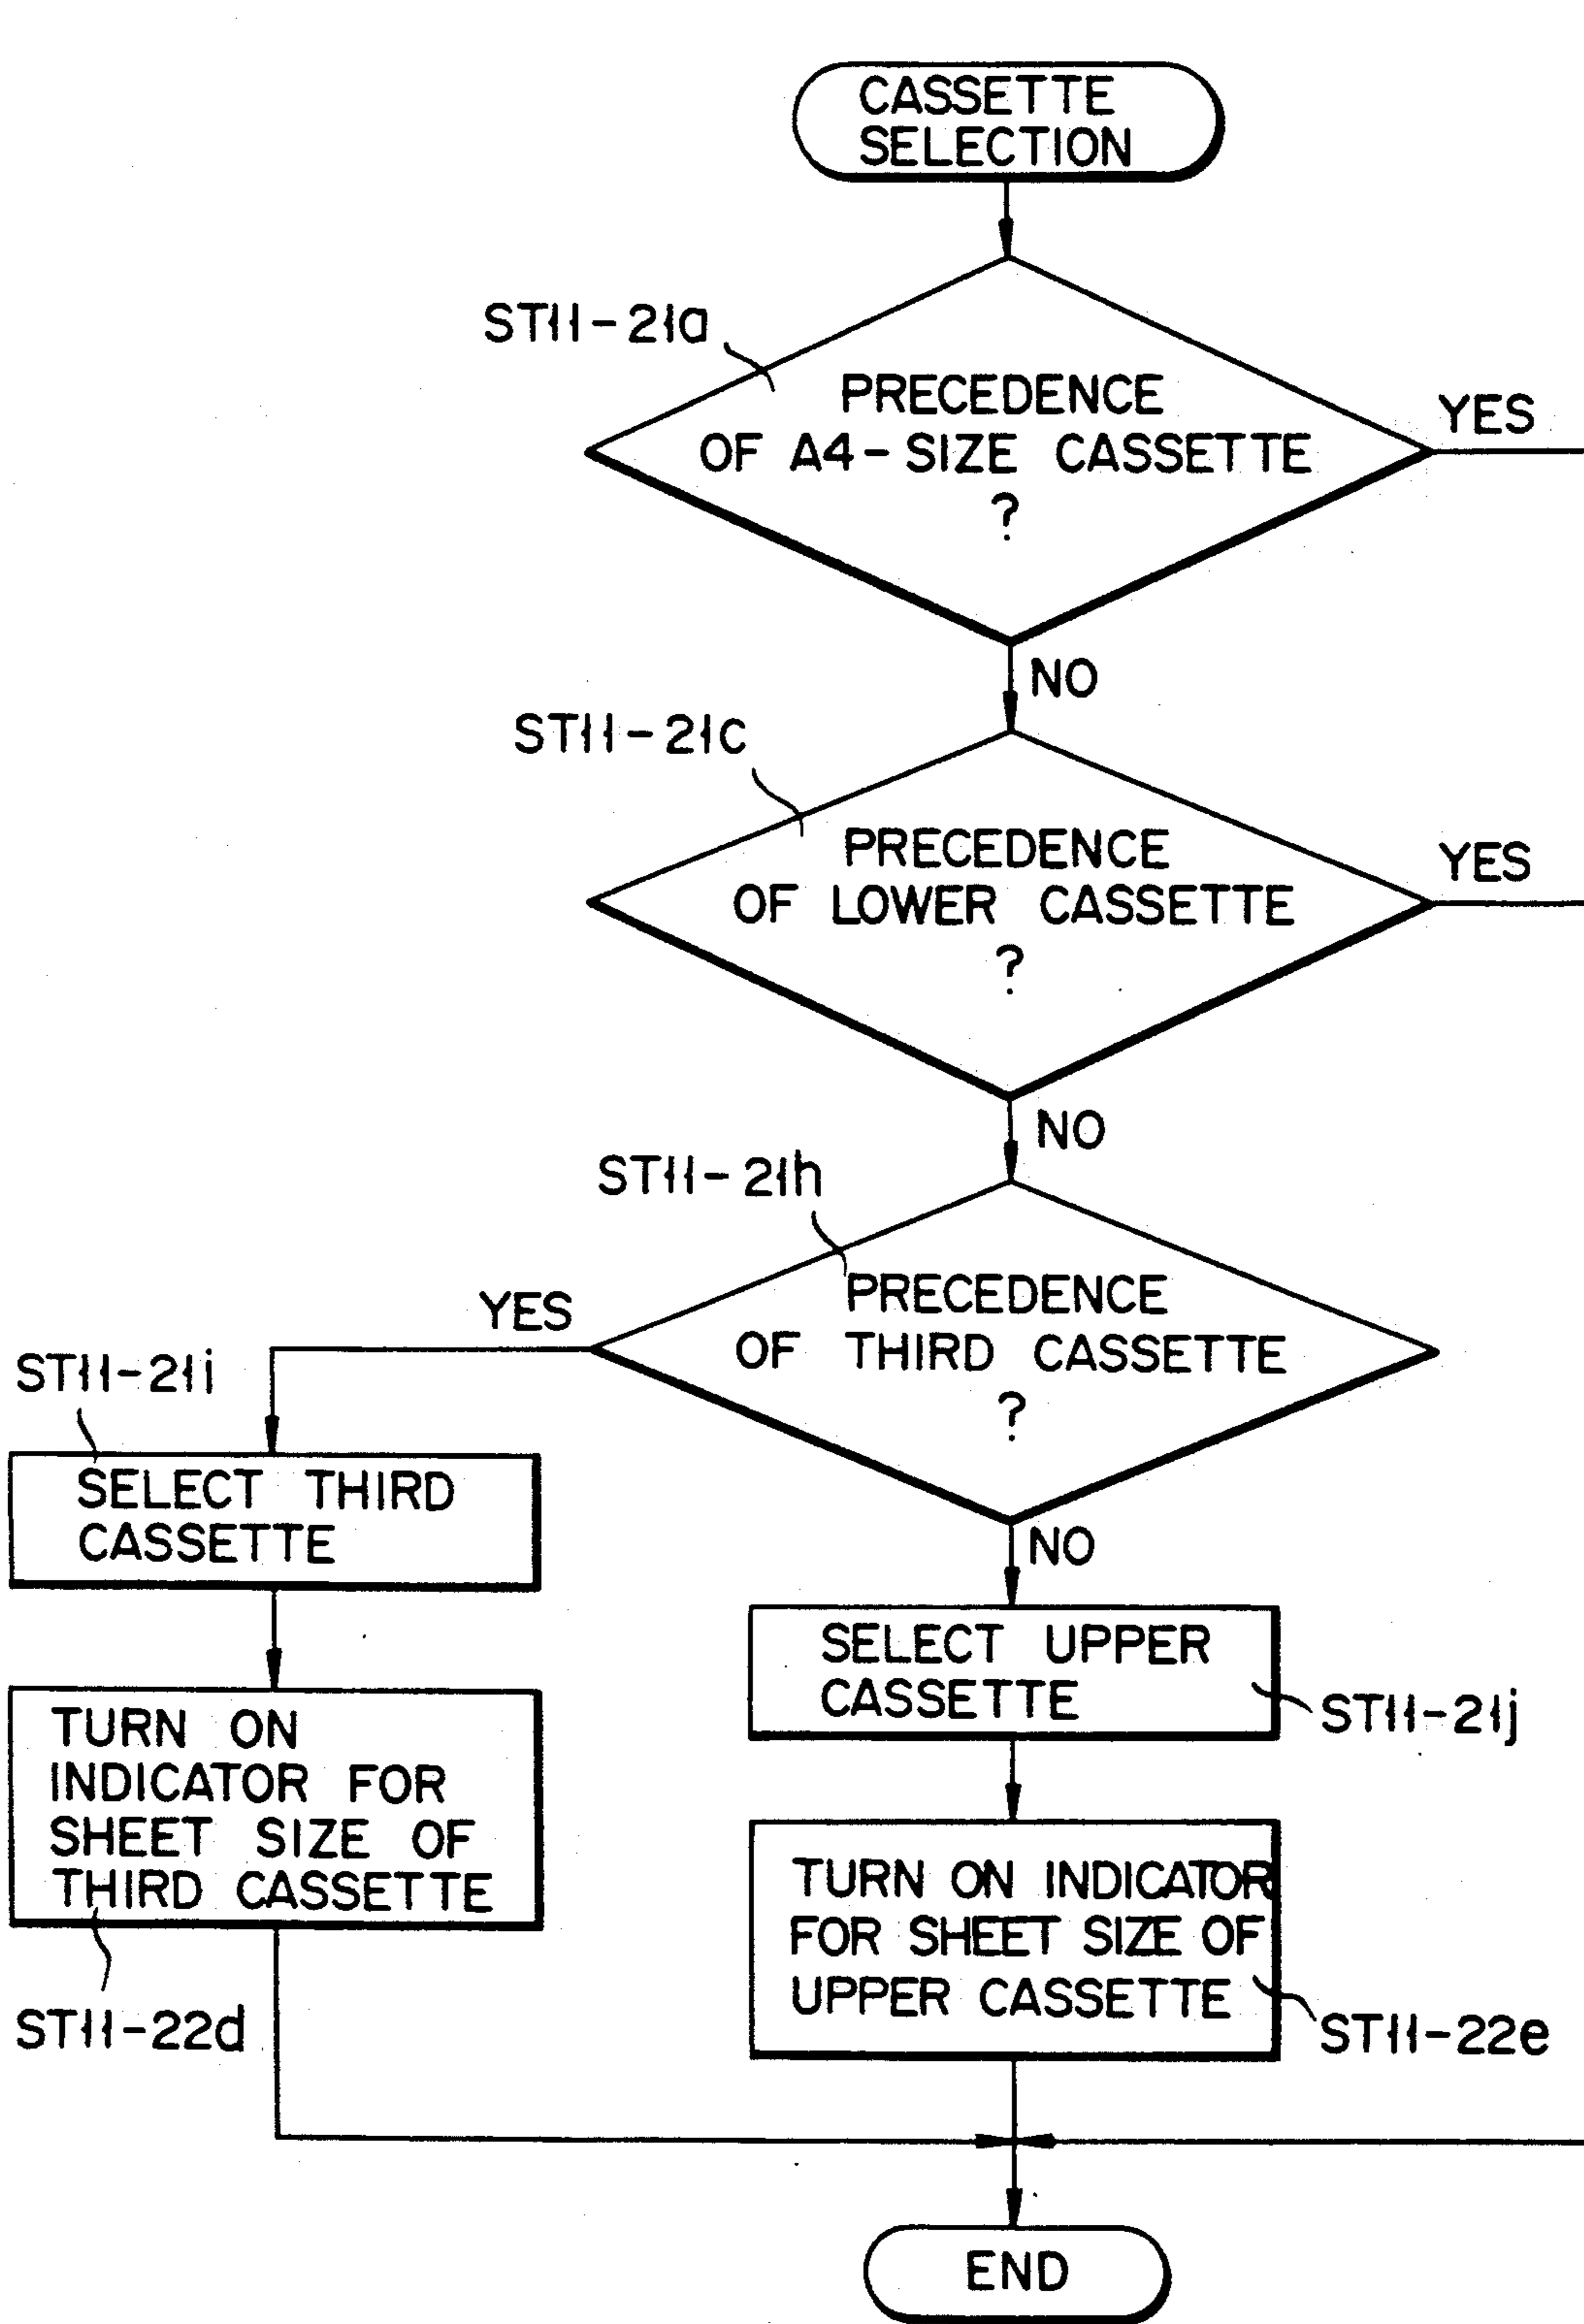 CASSETTE
SELECTION
ST11-21a
PRECEDENCE
OF A4-SIZE CASSETTE
?
YES
NO
ST11-21c
PRECEDENCE
OF LOWER CASSETTE
?
YES
NO
ST11-21h
PRECEDENCE
OF THIRD CASSETTE
?
YES
NO
ST11-21i
SELECT THIRD
CASSETTE
SELECT UPPER
CASSETTE
ST11-21j
TURN ON
INDICATOR FOR
SHEET SIZE OF
THIRD CASSETTE
ST11-22d
TURN ON INDICATOR
FOR SHEET SIZE OF
UPPER CASSETTE
ST11-22e
END